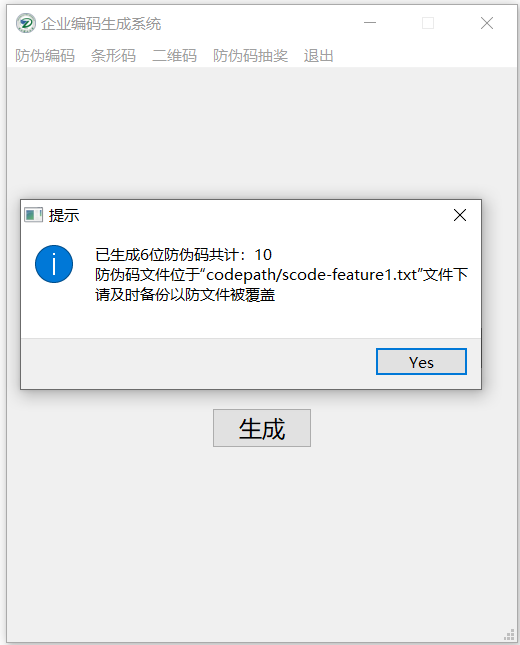 企业编码生成系统
防伪编码 条形码 二维码 防伪码抽奖 退出
提示
已生成6位防伪码共计：10
防伪码文件位于“codepath/scode-feature1.txt”文件下
请及时备份以防文件被覆盖
Yes
生成